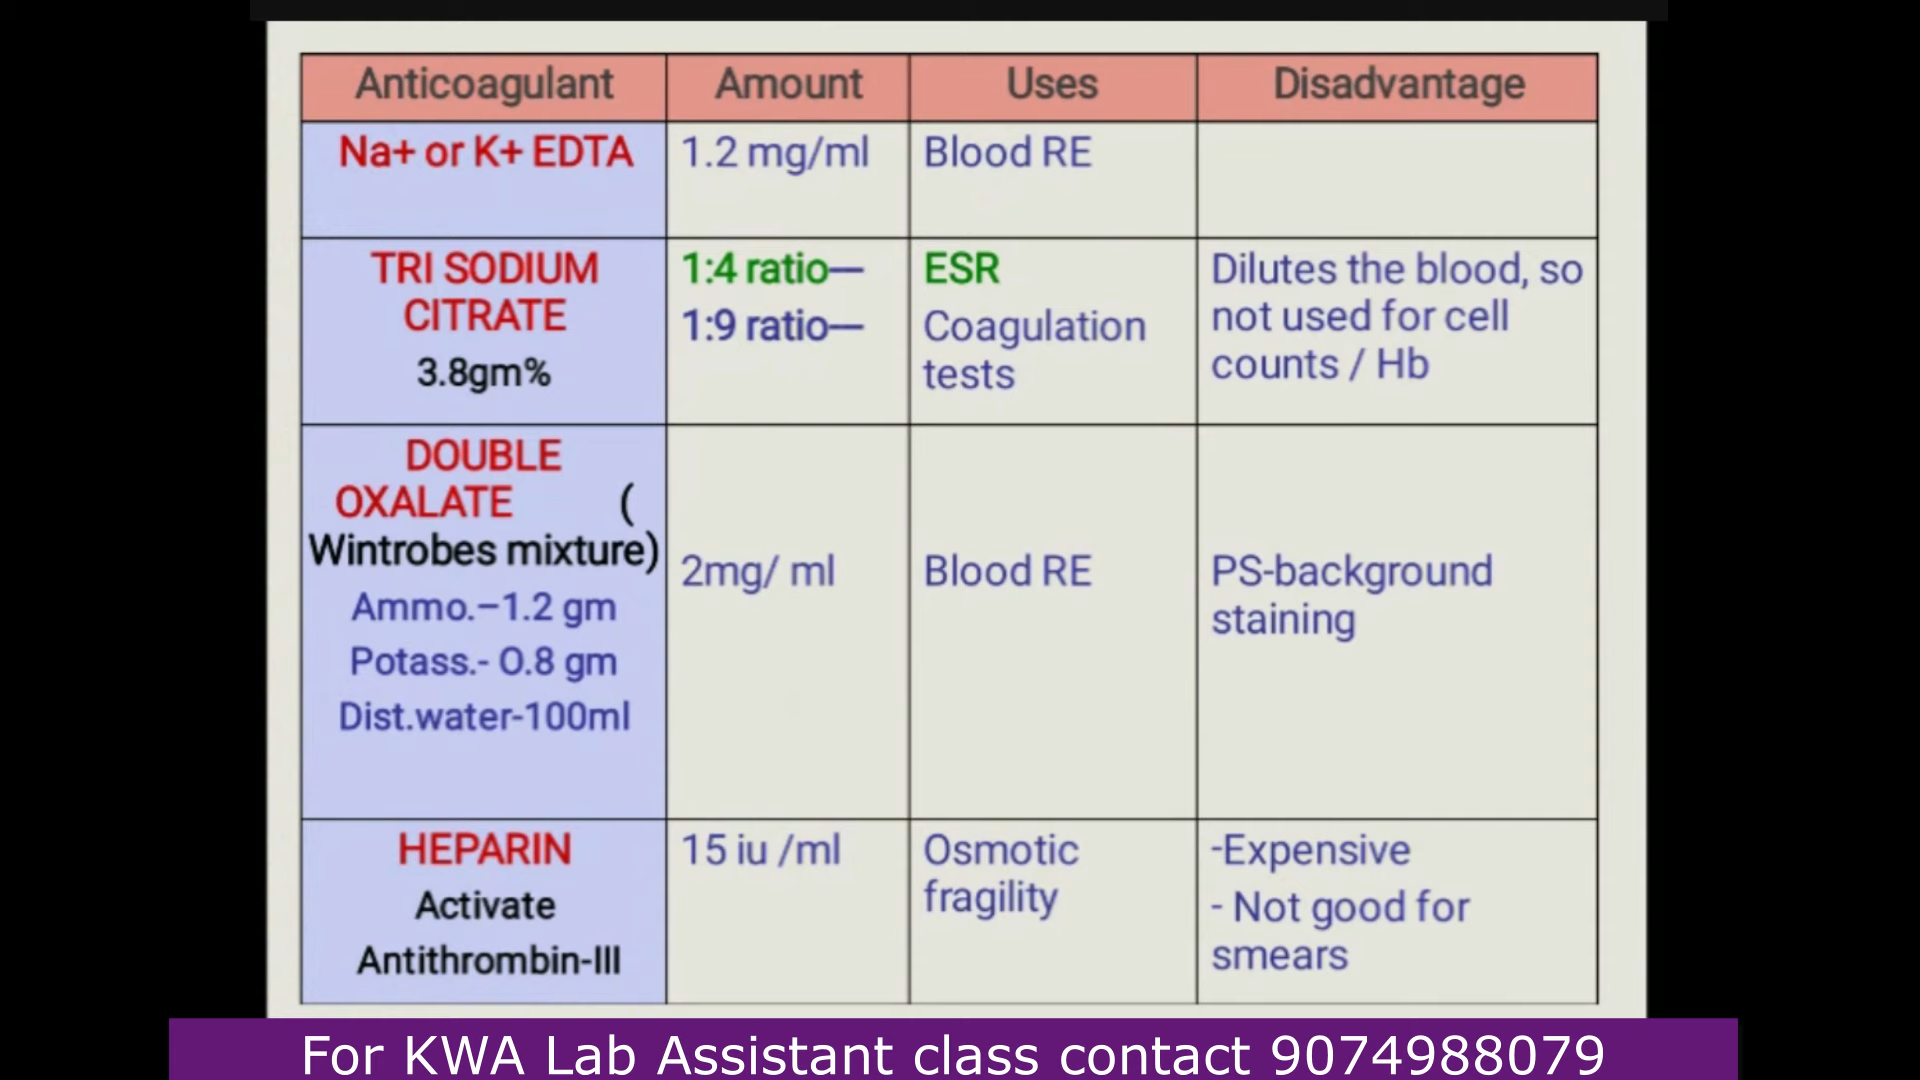 Anticoagulant Amount Uses Disadvantage
Na+ or K+ EDTA 1.2 mg/ml Blood RE
TRI SODIUM
CITRATE
3.8gm%
1:4 ratio—
1:9 ratio—
ESR
Coagulation
tests
Dilutes the blood, so
not used for cell
counts / Hb
DOUBLE
OXALATE (
Wintrobes mixture)
Ammo.–1.2 gm
Potass.- O.8 gm
Dist.water-100ml
2mg/ ml
Blood RE
PS-background
staining
HEPARIN
Activate
Antithrombin-III
15 iu /ml
Osmotic
fragility
-Expensive
- Not good for
smears
For KWA Lab Assistant class contact 9074988079